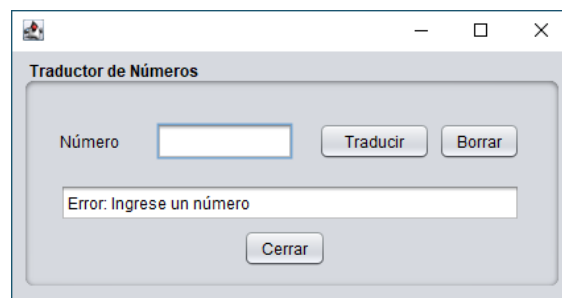 Traductor de Números
Número Traducir Borrar
Error: Ingrese un número
Cerrar